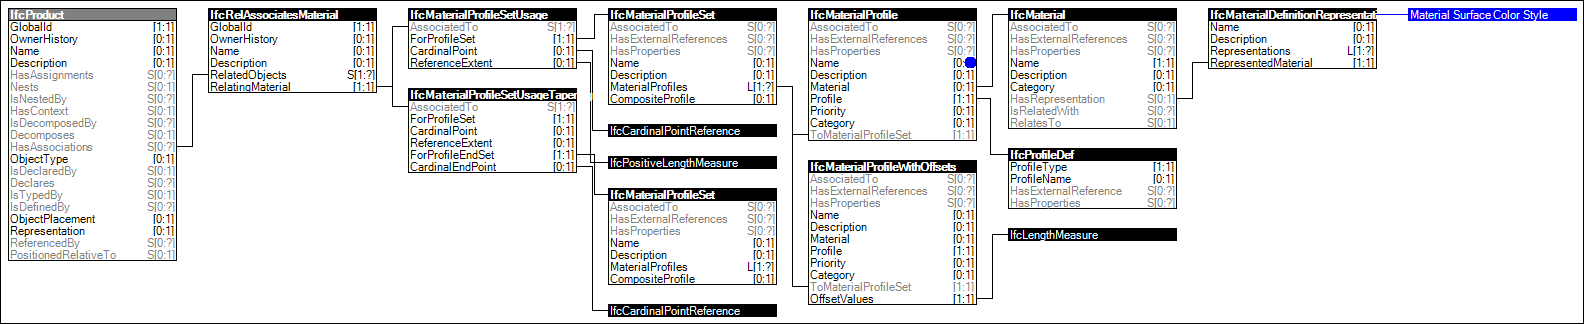 IfcProduct
GlobalId [1:1]
OwnerHistory [0:1]
Name [0:1]
Description [0:1]
HasAssignments S[0:?]
Nests S[0:1]
IsNestedBy S[0:?]
HasContext S[0:1]
IsDecomposedBy S[0:?]
Decomposes S[0:1]
HasAssociations S[0:?]
ObjectType [0:1]
IsDeclaredBy S[0:1]
Declares S[0:?]
IsTypedBy S[0:1]
IsDefinedBy S[0:?]
ObjectPlacement [0:1]
Representation [0:1]
ReferencedBy S[0:?]
PositionedRelativeTo S[0:1]
IfcRelAssociatesMaterial
GlobalId [1:1]
OwnerHistory [0:1]
Name [0:1]
Description [0:1]
RelatedObjects S[1:?]
RelatingMaterial [1:1]
IfcMaterialProfileSetUsage
AssociatedTo S[1:?]
ForProfileSet [1:1]
CardinalPoint [0:1]
ReferenceExtent [0:1]
IfcMaterialProfileSetUsageTaper
AssociatedTo S[1:?]
ForProfileSet [1:1]
CardinalPoint [0:1]
ReferenceExtent [0:1]
ForProfileEndSet [1:1]
CardinalEndPoint [0:1]
IfcMaterialProfileSet
AssociatedTo S[0:?]
HasExternalReferences S[0:?]
HasProperties S[0:?]
Name [0:1]
Description [0:1]
MaterialProfiles L[1:?]
CompositeProfile [0:1]
IfcCardinalPointReference
IfcPositiveLengthMeasure
IfcMaterialProfileSet
AssociatedTo S[0:?]
HasExternalReferences S[0:?]
HasProperties S[0:?]
Name [0:1]
Description [0:1]
MaterialProfiles L[1:?]
CompositeProfile [0:1]
IfcCardinalPointReference
IfcMaterialProfile
AssociatedTo S[0:?]
HasExternalReferences S[0:?]
HasProperties S[0:?]
Name
Description [0:1]
Material [0:1]
Profile [1:1]
Priority [0:1]
Category [0:1]
ToMaterialProfileSet [1:1]
IfcMaterialProfileWithOffsets
AssociatedTo S[0:?]
HasExternalReferences S[0:?]
HasProperties S[0:?]
Name [0:1]
Description [0:1]
Material [0:1]
Profile [1:1]
Priority [0:1]
Category [0:1]
ToMaterialProfileSet [1:1]
OffsetValues [1:1]
IfcMaterial
AssociatedTo S[0:?]
HasExternalReferences S[0:?]
HasProperties S[0:?]
Name [1:1]
Description [0:1]
Category [0:1]
HasRepresentation S[0:1]
IsRelatedWith S[0:?]
RelatesTo S[0:1]
IfcProfileDef
ProfileType [1:1]
ProfileName [0:1]
HasExternalReference S[0:?]
HasProperties S[0:?]
IfcLengthMeasure
IfcMaterialDefinitionRepresentat
Name [0:1]
Description [0:1]
Representations L[1:?]
RepresentedMaterial [1:1]
Material Surface Color Style